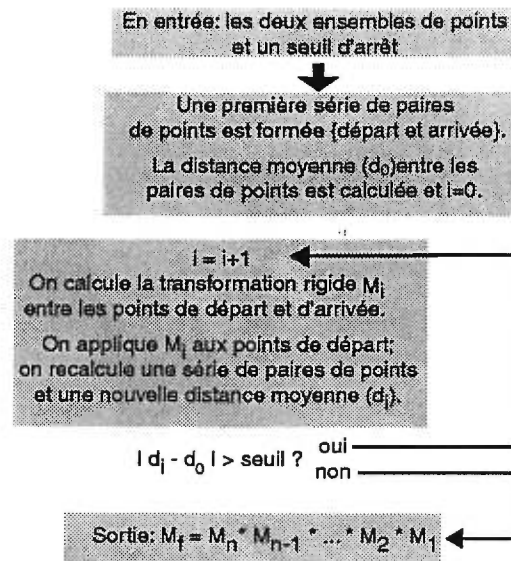 En entrée: les deux ensembles de points
et un seuil d'arrêt
Une première série de paires
de points est formée {départ et arrivée}.
La distance moyenne (d₀)entre les
paires de points est calculée et i=0.
i = i+1
On calcule la transformation rigide Mᵢ
entre les points de départ et d'arrivée.
On applique Mᵢ aux points de départ;
on recalcule une série de paires de points
et une nouvelle distance moyenne (dᵢ).
| dᵢ - d₀ | > seuil ? oui
non
Sortie: M_f = Mₙ* Mₙ₋₁ * ... * M₂ * M₁